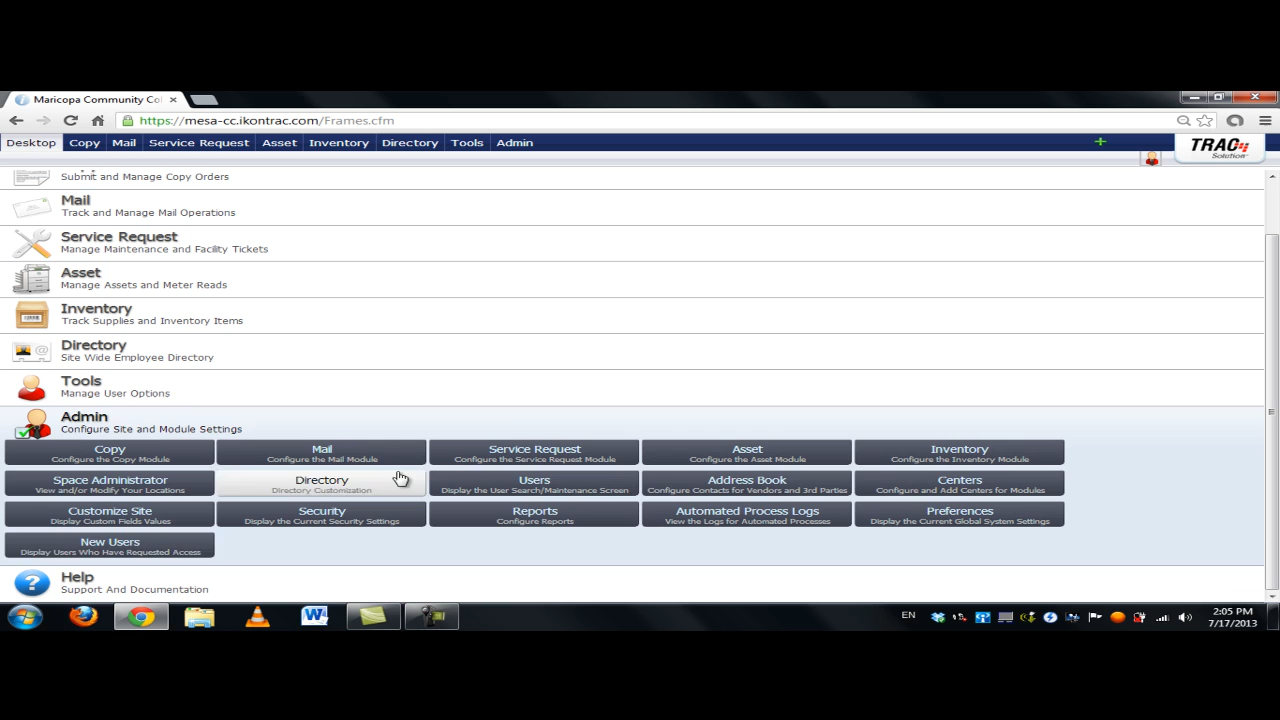 Maricopa Community Col
https://mesa-cc.ikontrac.com/Frames.cfm
Desktop Copy Mail Service Request Asset Inventory Directory Tools Admin
TRAC
Solution
Submit and Manage Copy Orders
Mail
Track and Manage Mail Operations
Service Request
Manage Maintenance and Facility Tickets
Asset
Manage Assets and Meter Reads
Inventory
Track Supplies and Inventory Items
Directory
Site Wide Employee Directory
Tools
Manage User Options
Admin
Configure Site and Module Settings
Copy Mail Service Request Asset Inventory
Configure the Copy Module Configure the Mail Module Configure the Service Request Module Configure the Asset Module Configure the Inventory Module
Space Administrator Directory Users Address Book Centers
View and/or Modify Your Locations Directory Customization Display the User Search/Maintenance Screen Configure Contacts for Vendors and 3rd Parties Configure and Add Centers for Modules
Customize Site Security Reports Automated Process Logs Preferences
Display Custom Fields Values Display the Current Security Settings Configure Reports View the Logs for Automated Processes Display the Current Global System Settings
New Users
Display Users Who Have Requested Access
Help
Support And Documentation
EN
2:05 PM
7/17/2013